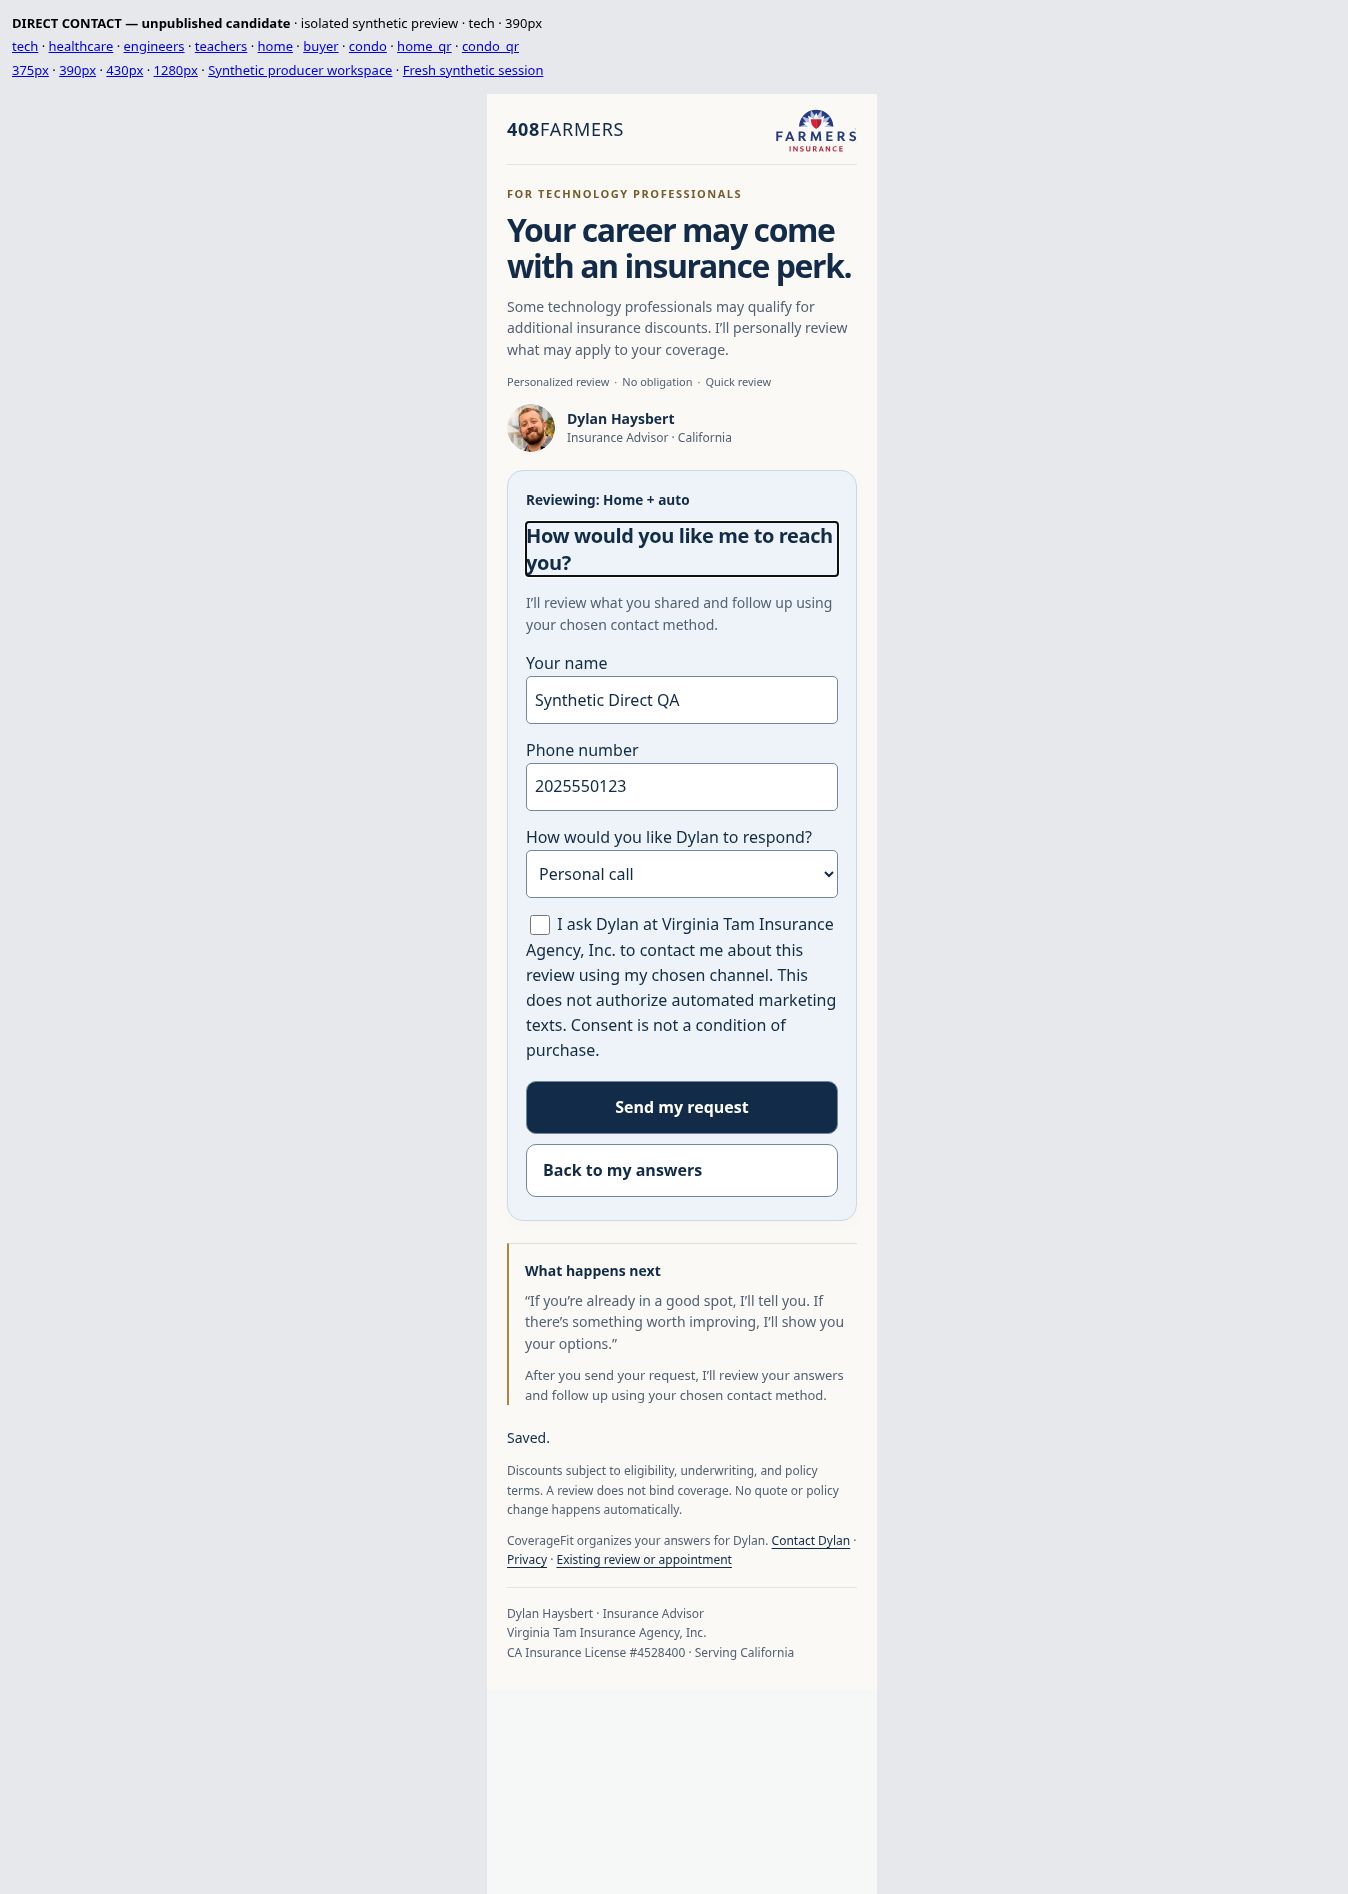 DIRECT CONTACT — unpublished candidate · isolated synthetic preview · tech · 390px
tech · healthcare · engineers · teachers · home · buyer · condo · home_qr · condo_qr
375px · 390px · 430px · 1280px · Synthetic producer workspace · Fresh synthetic session
408FARMERS
FARMERS
INSURANCE
FOR TECHNOLOGY PROFESSIONALS
Your career may come
with an insurance perk.
Some technology professionals may qualify for
additional insurance discounts. I’ll personally review
what may apply to your coverage.
Personalized review · No obligation · Quick review
Dylan Haysbert
Insurance Advisor · California
Reviewing: Home + auto
How would you like me to reach
you?
I’ll review what you shared and follow up using
your chosen contact method.
Your name
Synthetic Direct QA
Phone number
2025550123
How would you like Dylan to respond?
Personal call
I ask Dylan at Virginia Tam Insurance
Agency, Inc. to contact me about this
review using my chosen channel. This
does not authorize automated marketing
texts. Consent is not a condition of
purchase.
Send my request
Back to my answers
What happens next
“If you’re already in a good spot, I’ll tell you. If
there’s something worth improving, I’ll show you
your options.”
After you send your request, I’ll review your answers
and follow up using your chosen contact method.
Saved.
Discounts subject to eligibility, underwriting, and policy
terms. A review does not bind coverage. No quote or policy
change happens automatically.
CoverageFit organizes your answers for Dylan. Contact Dylan ·
Privacy · Existing review or appointment
Dylan Haysbert · Insurance Advisor
Virginia Tam Insurance Agency, Inc.
CA Insurance License #4528400 · Serving California